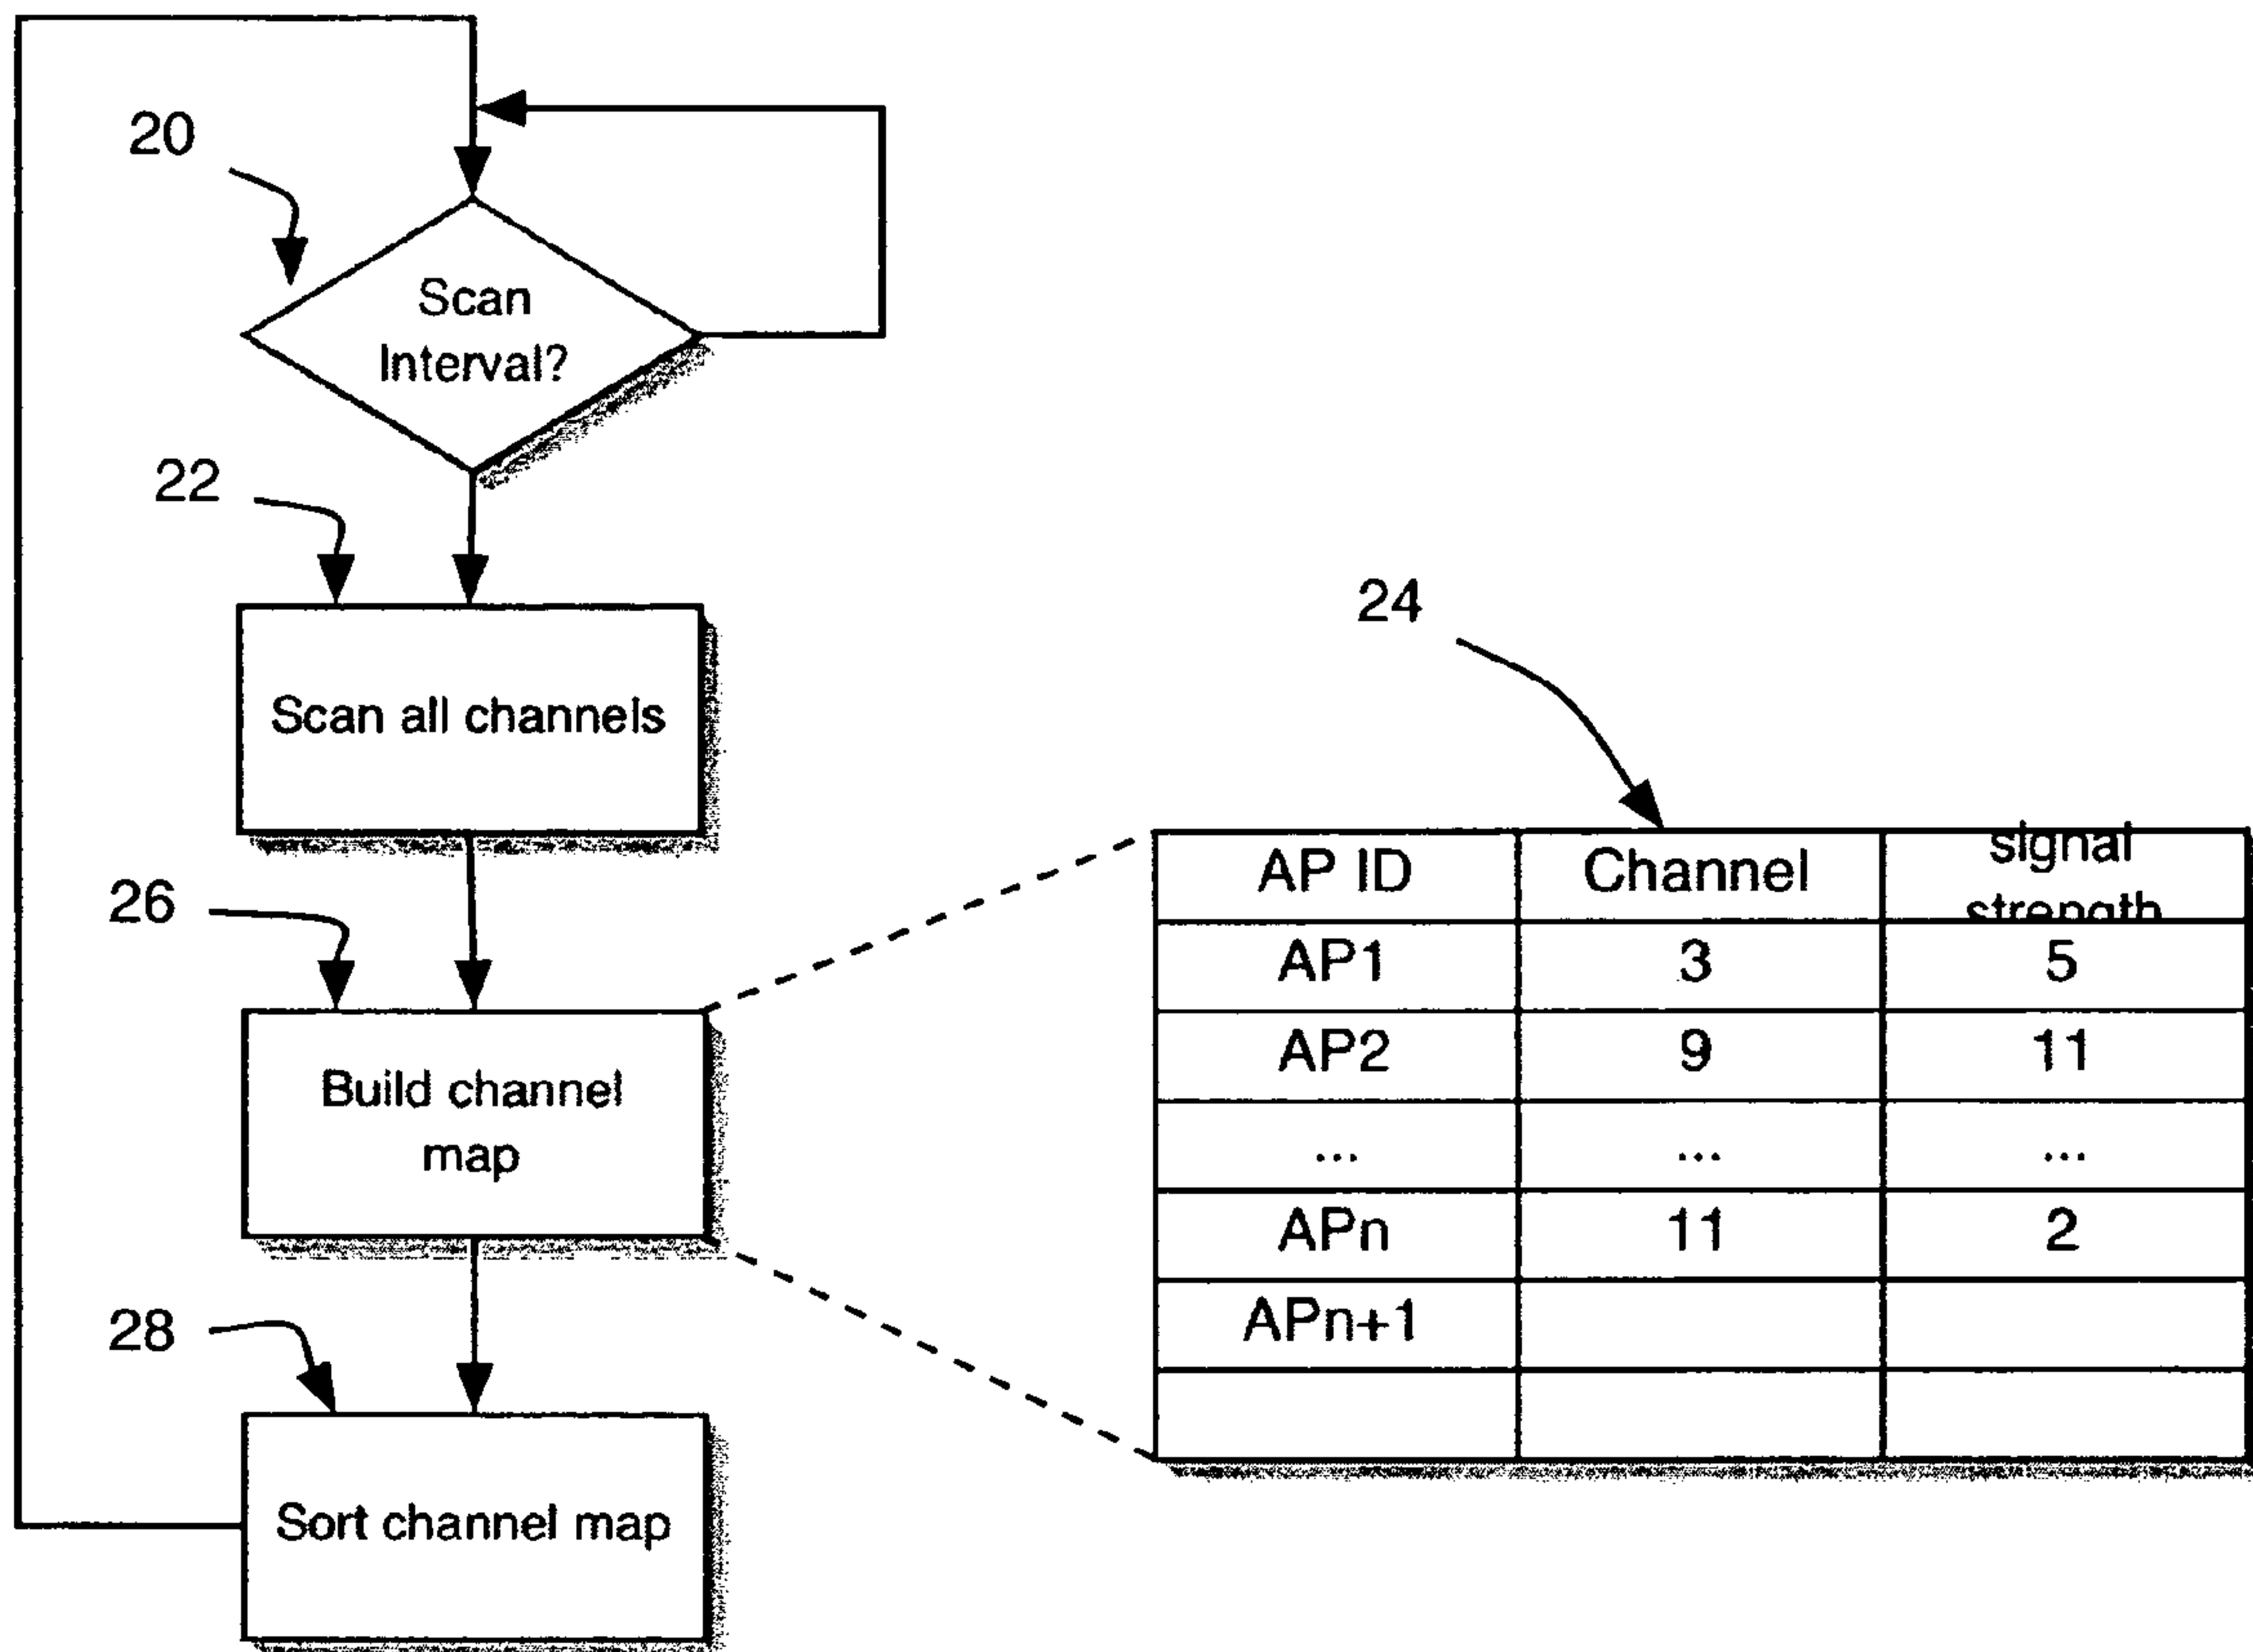 20
Scan
Interval?
22
Scan all channels
24
26
Build channel
map
28
Sort channel map
AP ID Channel signal
strength
AP1 3 5
AP2 9 11
... ... ...
APn 11 2
APn+1